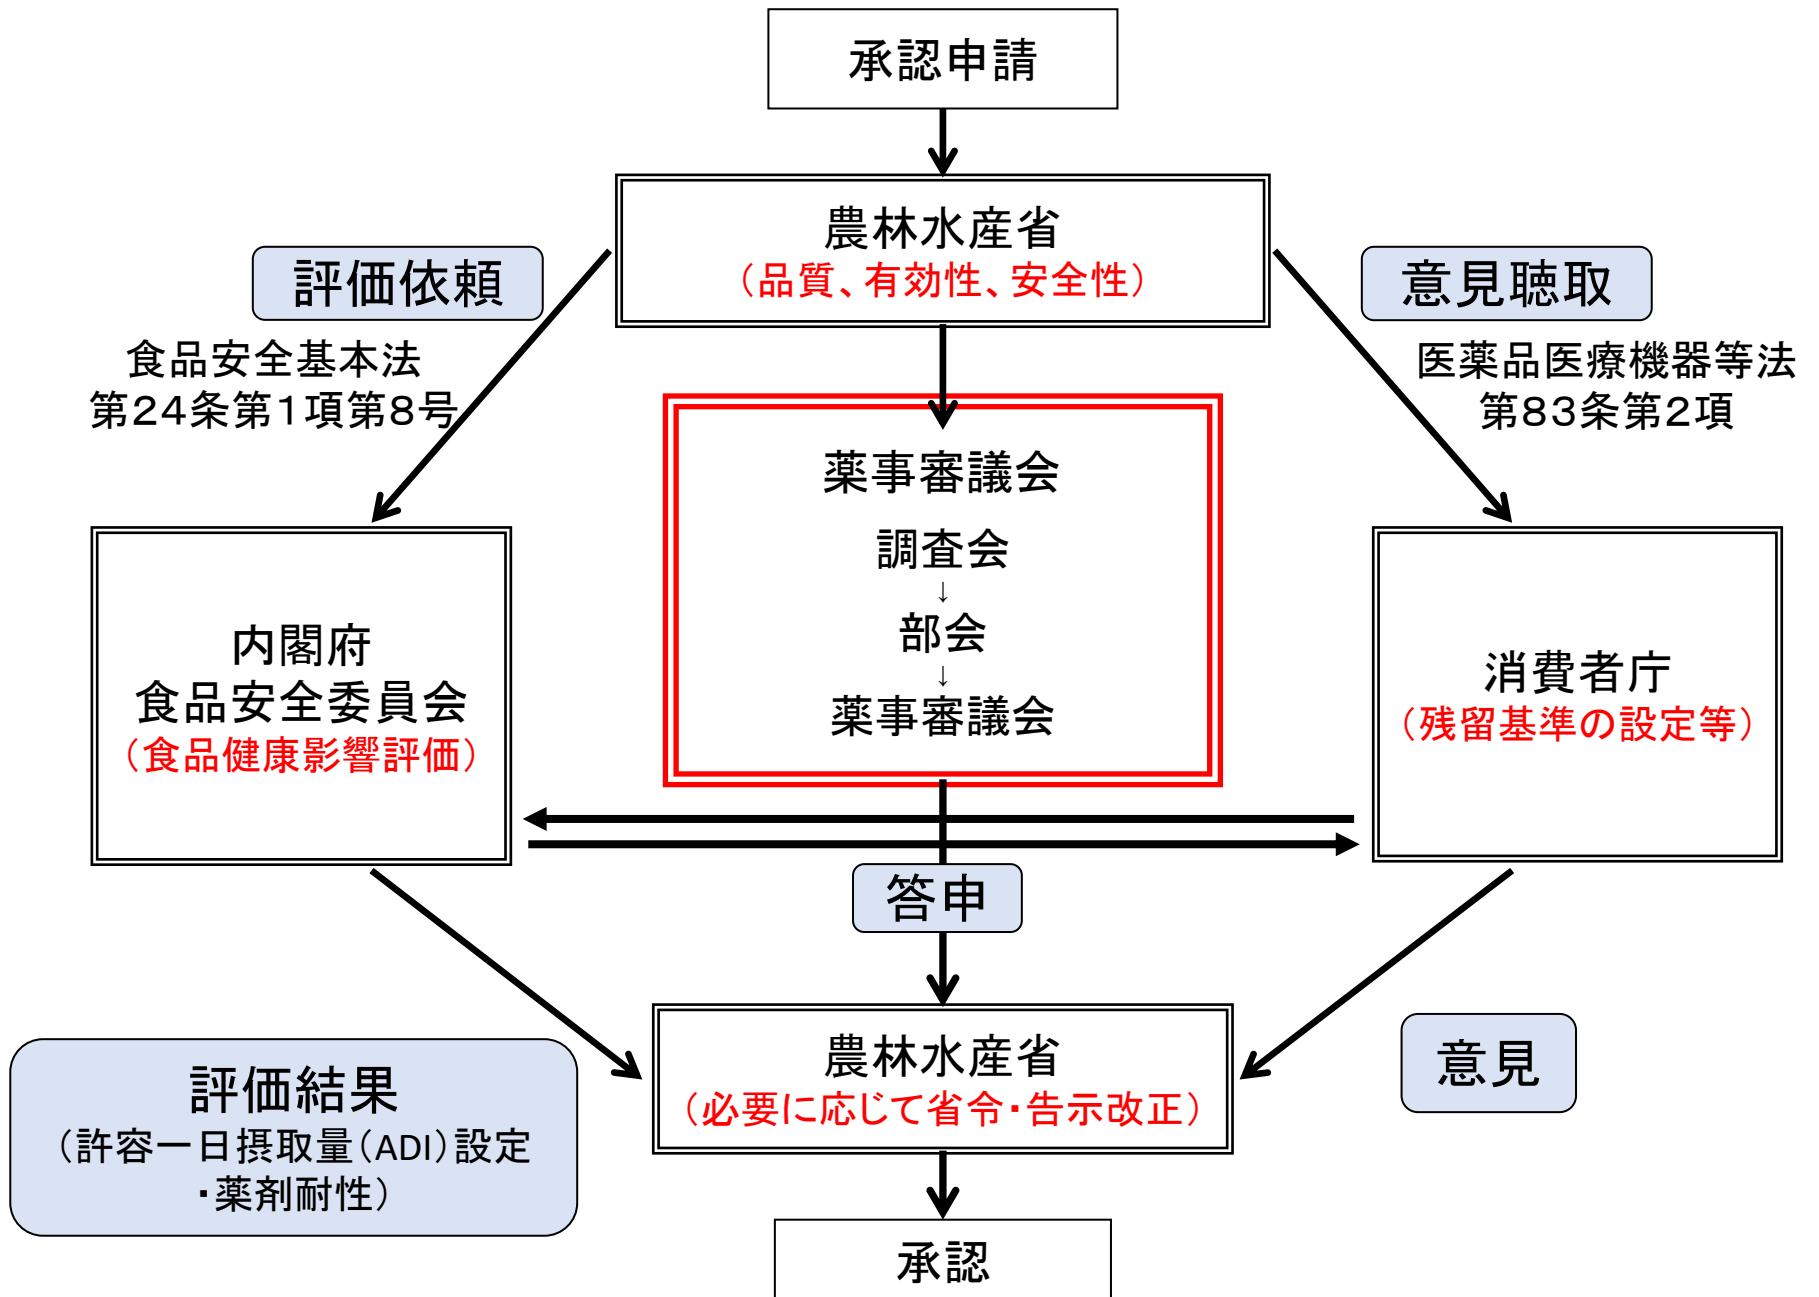 承認申請
農林水産省
（品質、有効性、安全性）
評価依頼
食品安全基本法
第24条第1項第8号
意見聴取
医薬品医療機器等法
第83条第2項
薬事審議会
調査会
↓
部会
↓
薬事審議会
内閣府
食品安全委員会
（食品健康影響評価）
消費者庁
（残留基準の設定等）
答申
農林水産省
（必要に応じて省令・告示改正）
評価結果
（許容一日摂取量（ADI）設定
・薬剤耐性）
意見
承認